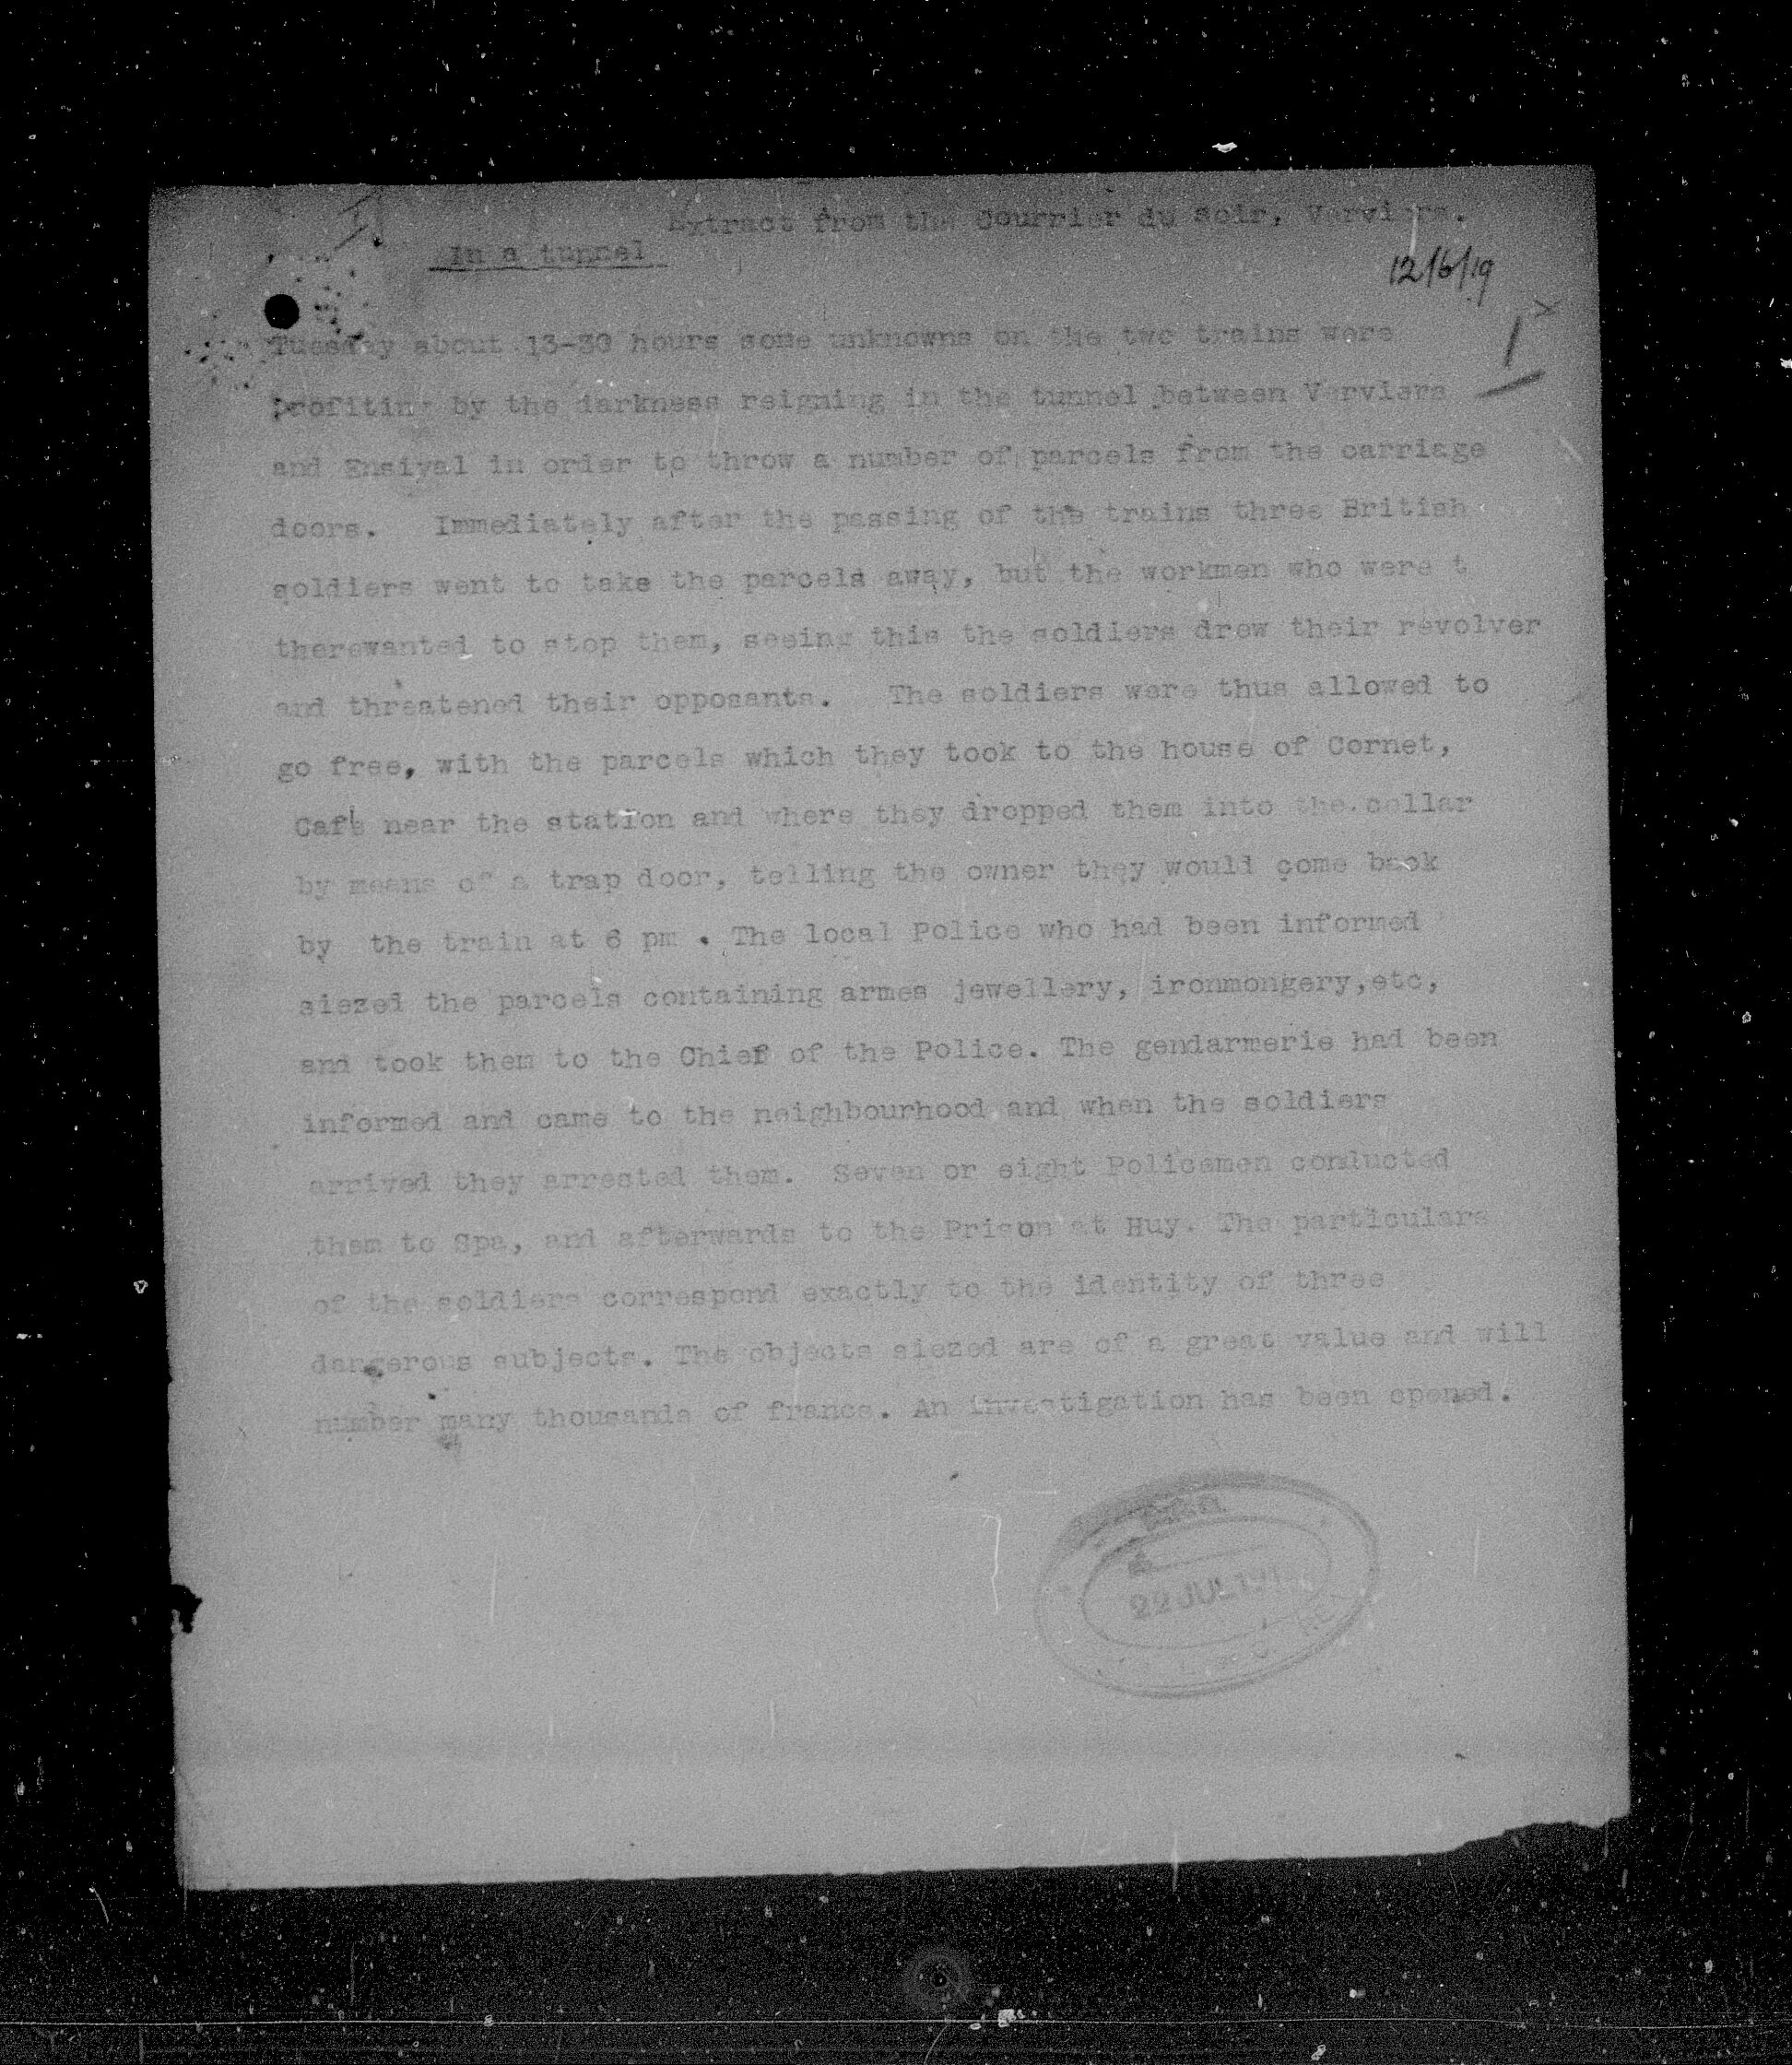 Extract from the Courrier du Soir, Verviers.
In a tunnel
12/6/19
Tuesday about 13-30 hours some unknowns on the two trains were
profiting by the darkness reigning in the tunnel between Verviers
and Ensival in order to throw a number of parcels from the carriage
doors. Immediately after the passing of the trains three British
soldiers went to take the parcels away, but the workmen who were t
therewanted to stop them, seeing this the soldiers drew their revolver
and threatened their opposants. The soldiers were thus allowed to
go free, with the parcels which they took to the house of Cornet,
Cafe near the station and where they dropped them into the collar
by means of a trap door, telling the owner they would come back
by the train at 6 pm . The local Police who had been informed
siezed the parcels containing armes jewellery, ironmongery,etc,
and took them to the Chief of the Police. The gendarmerie had been
informed and came to the neighbourhood and when the soldiers
arrived they arrested them. Seven or eight Policemen conducted
them to Spa, and afterwards to the Prison at Huy. The particulars
of the soldiers correspond exactly to the identity of three
dangerous subjects. The objects siezed are of a great value and will
number many thousands of francs. An investigation has been opened.
22 JUL